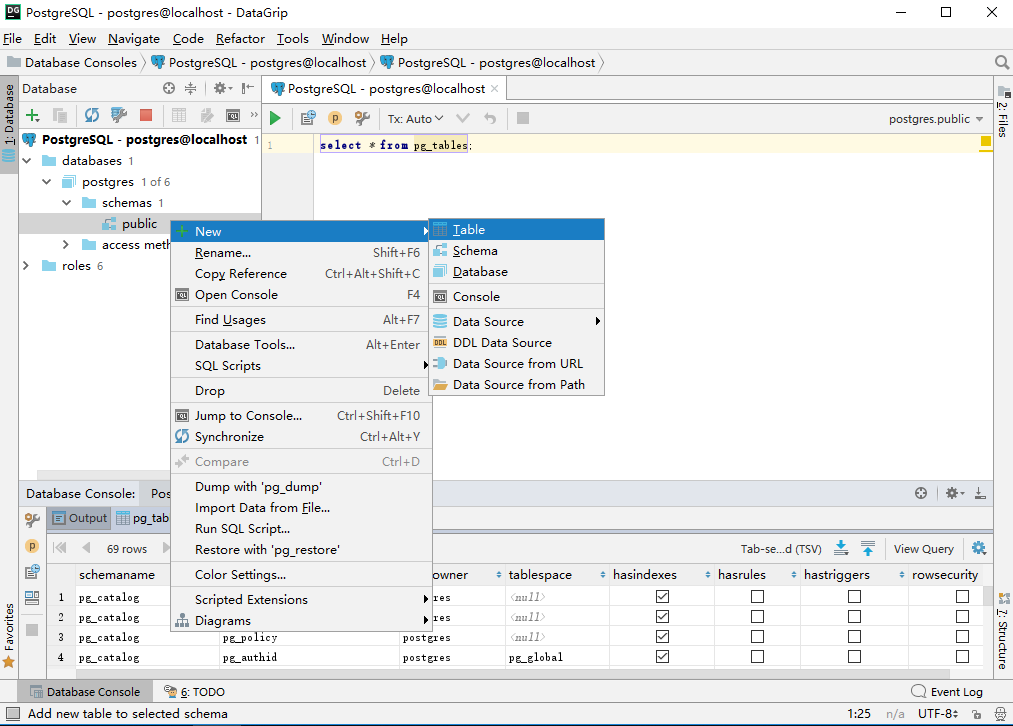 PostgreSQL - postgres@localhost - DataGrip
File Edit View Navigate Code Refactor Tools Window Help
Database Consoles PostgreSQL - postgres@localhost PostgreSQL - postgres@localhost
1: Database
Database
PostgreSQL - postgres@localhost
Tx: Auto
postgres.public
2: Files
PostgreSQL - postgres@localhost 1
databases 1
postgres 1 of 6
schemas 1
public
access meth
roles 6
1 select * from pg_tables;
New
Rename... Shift+F6
Copy Reference Ctrl+Alt+Shift+C
Open Console F4
Find Usages Alt+F7
Database Tools... Alt+Enter
SQL Scripts
Drop Delete
Jump to Console... Ctrl+Shift+F10
Synchronize Ctrl+Alt+Y
Compare Ctrl+D
Dump with 'pg_dump'
Import Data from File...
Run SQL Script...
Restore with 'pg_restore'
Color Settings...
Scripted Extensions
Diagrams
Table
Schema
Database
Console
Data Source
DDL Data Source
Data Source from URL
Data Source from Path
Database Console: Pos
Output pg_tab
69 rows Tab-se...d (TSV) View Query
schemaname owner tablespace hasindexes hasrules hastriggers rowsecurity
1 pg_catalog res <null>
2 pg_catalog res <null>
3 pg_catalog pg_policy postgres <null>
4 pg_catalog pg_authid postgres pg_global
Favorites
7: Structure
Database Console 6: TODO Event Log
Add new table to selected schema 1:25 n/a UTF-8